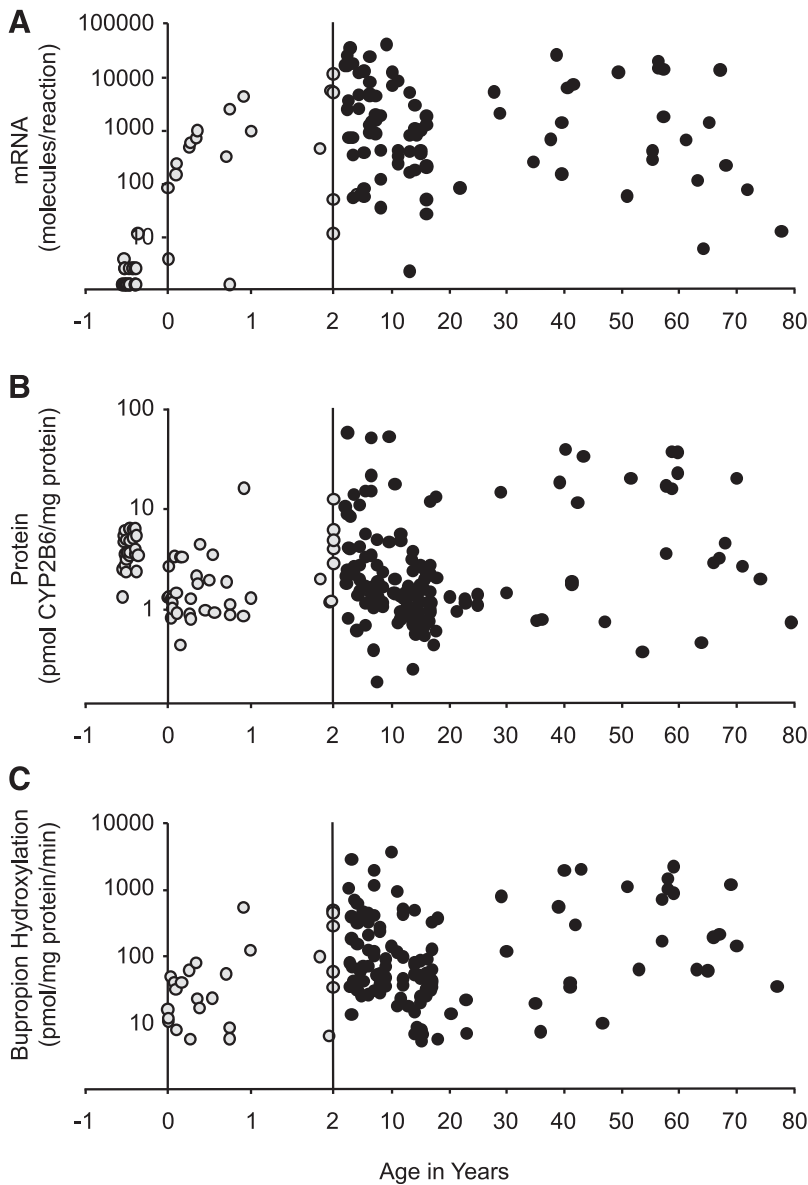 A
mRNA
(molecules/reaction)
100000
10000
1000
100
10
-1 0 1 2 10 20 30 40 50 60 70 80
B
Protein
(pmol CYP2B6/mg protein)
100
10
1
-1 0 1 2 10 20 30 40 50 60 70 80
C
Bupropion Hydroxylation
(pmol/mg protein/min)
10000
1000
100
10
-1 0 1 2 10 20 30 40 50 60 70 80
Age in Years